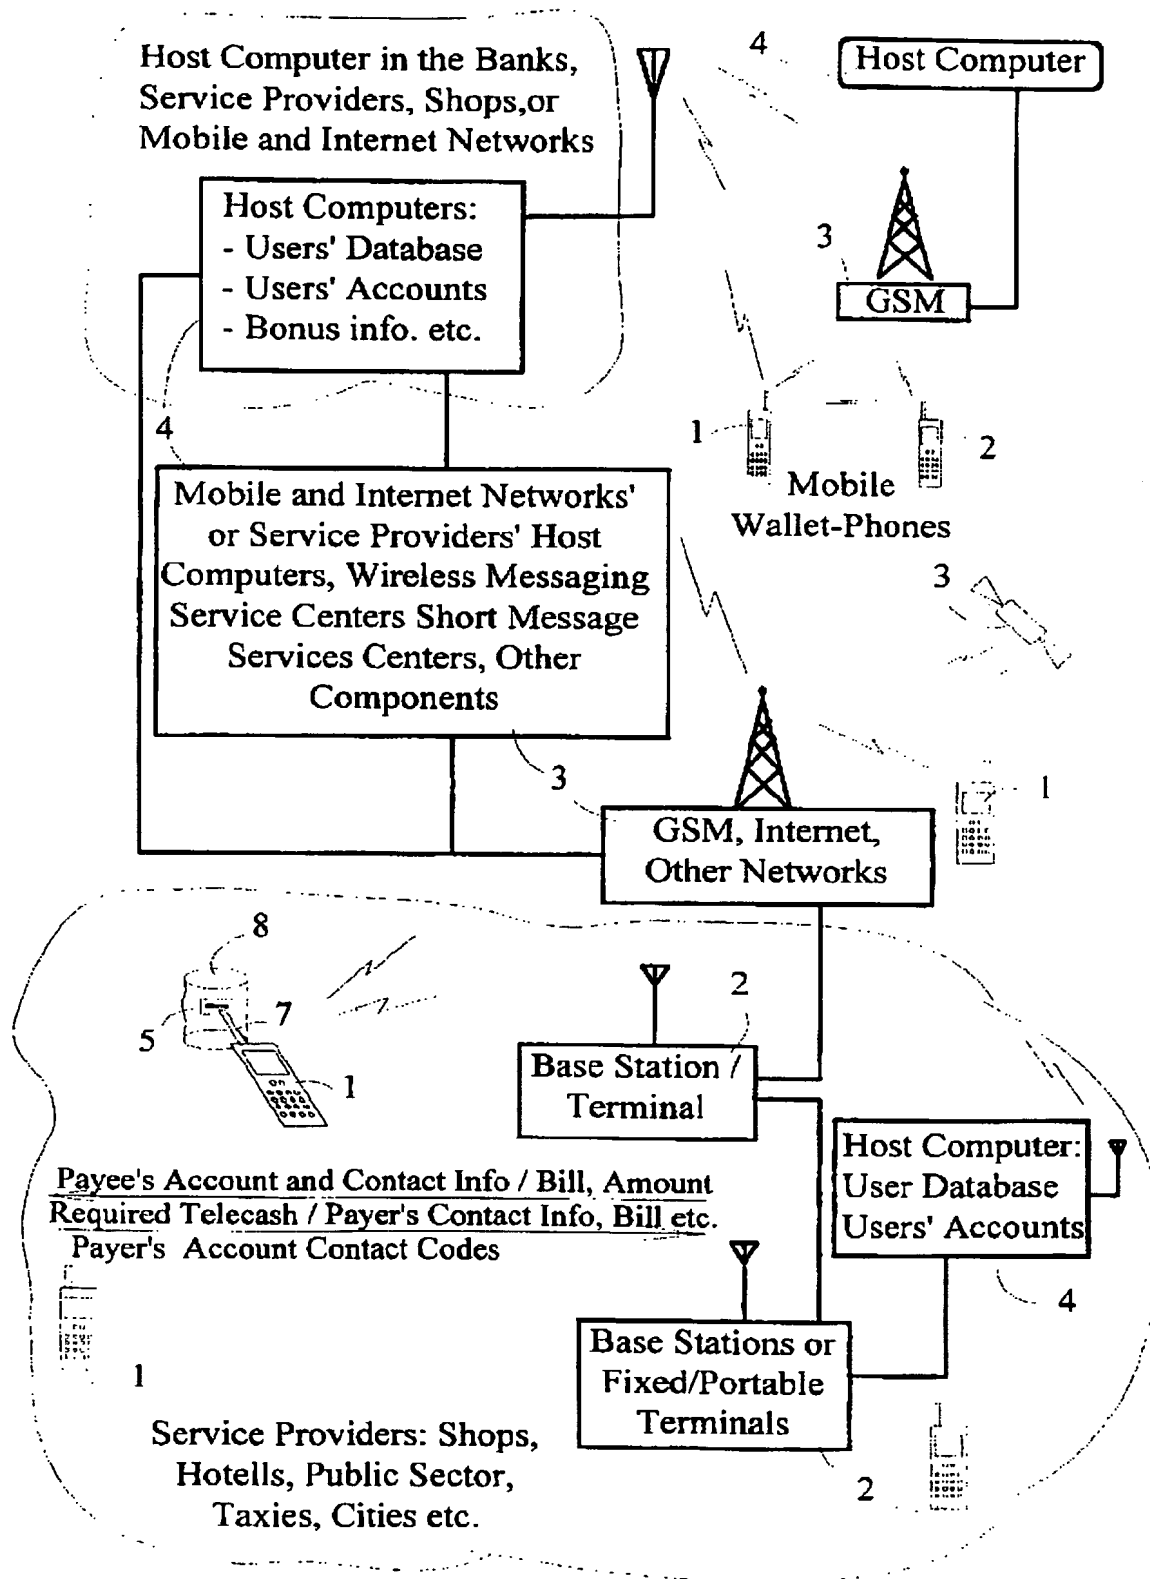 Host Computer in the Banks,
Service Providers, Shops,or
Mobile and Internet Networks
4
Host Computer
Host Computers:
- Users' Database
- Users' Accounts
- Bonus info. etc.
3
GSM
4
1
2
Mobile
Wallet-Phones
Mobile and Internet Networks'
or Service Providers' Host
Computers, Wireless Messaging
Service Centers Short Message
Services Centers, Other
Components
3
3
1
GSM, Internet,
Other Networks
8
5
7
1
2
Base Station /
Terminal
Host Computer:
User Database
Users' Accounts
4
Payee's Account and Contact Info / Bill, Amount
Required Telecash / Payer's Contact Info, Bill etc.
Payer's Account Contact Codes
1
Base Stations or
Fixed/Portable
Terminals
2
Service Providers: Shops,
Hotells, Public Sector,
Taxies, Cities etc.